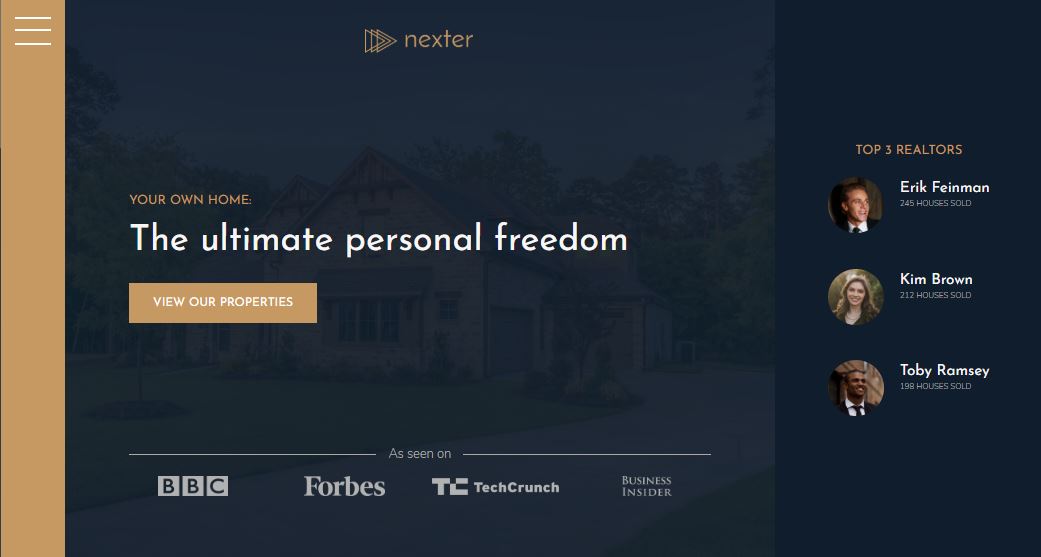 nexter
YOUR OWN HOME:
The ultimate personal freedom
VIEW OUR PROPERTIES
As seen on
BBC
Forbes
TC TechCrunch
BUSINESS
INSIDER
TOP 3 REALTORS
Erik Feinman
245 HOUSES SOLD
Kim Brown
212 HOUSES SOLD
Toby Ramsey
198 HOUSES SOLD